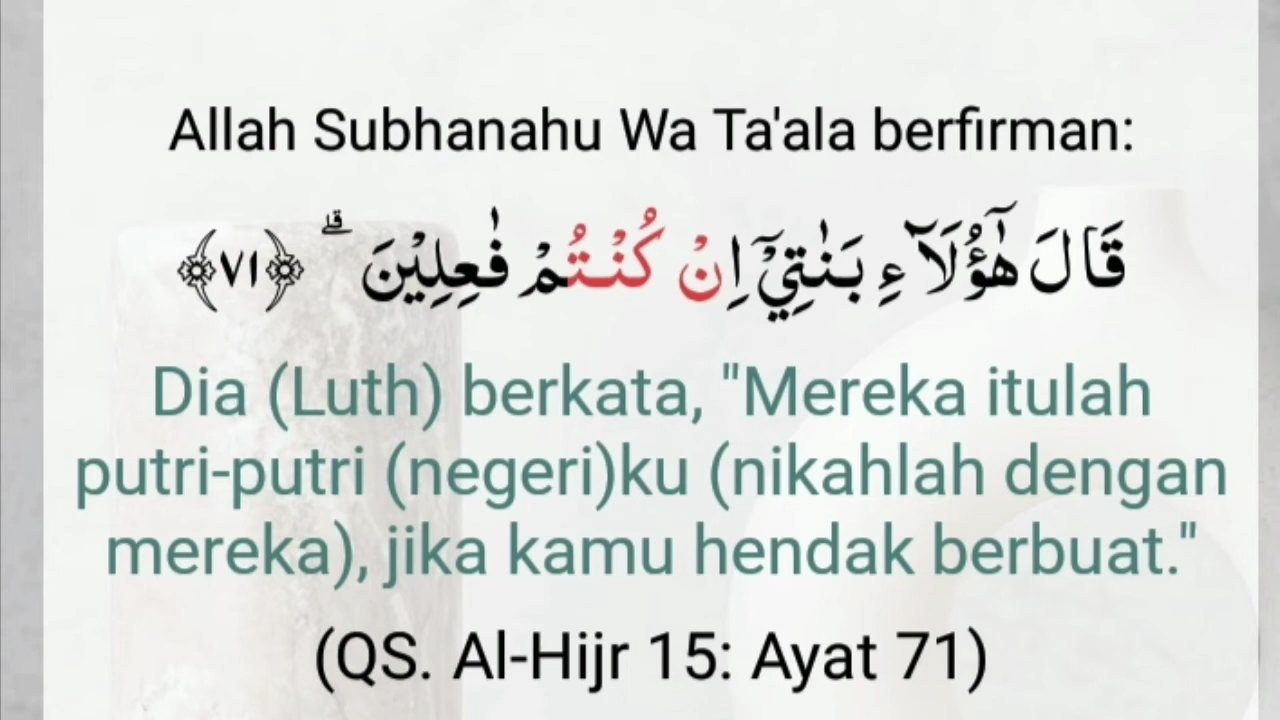 Allah Subhanahu Wa Ta'ala berfirman:
قَالَ هٰٓؤُلَاۤءِ بَنٰتِيْٓ اِنْ كُنْتُمْ فٰعِلِيْنَ ۗ ﴿٧١﴾
Dia (Luth) berkata, "Mereka itulah
putri-putri (negeri)ku (nikahlah dengan
mereka), jika kamu hendak berbuat."
(QS. Al-Hijr 15: Ayat 71)